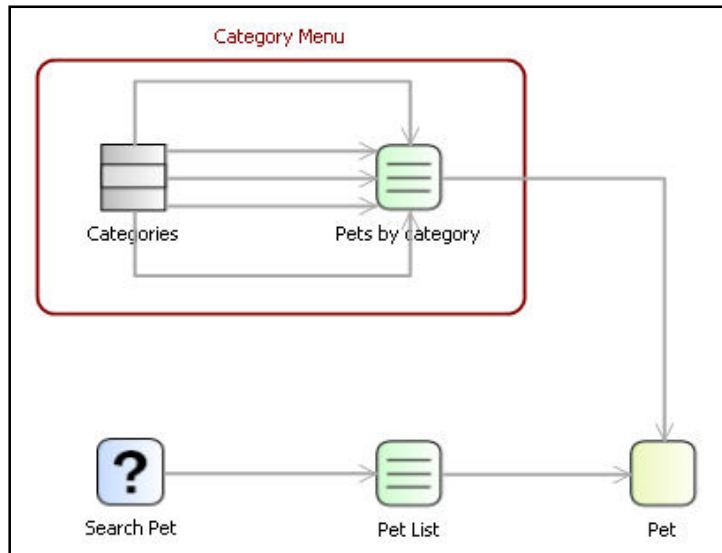 Category Menu
Categories
Pets by category
?
Search Pet
Pet List
Pet